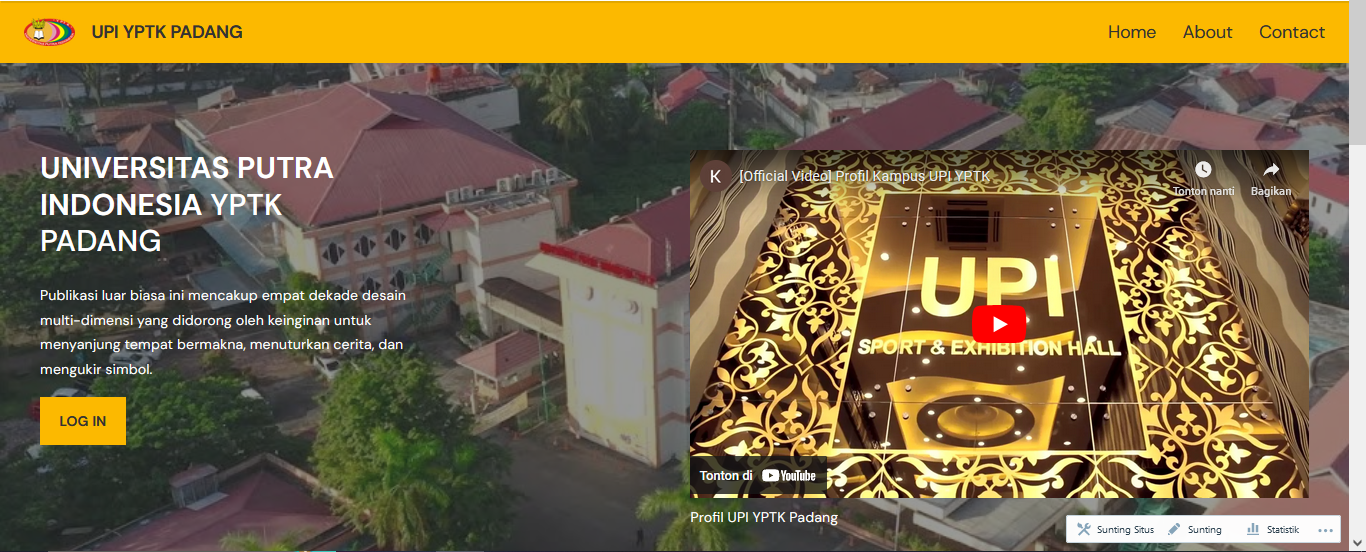 UPI YPTK PADANG
Home About Contact
UNIVERSITAS PUTRA
INDONESIA YPTK
PADANG
Publikasi luar biasa ini mencakup empat dekade desain
multi-dimensi yang didorong oleh keinginan untuk
menyanjung tempat bermakna, menuturkan cerita, dan
mengukir simbol.
LOG IN
K
[Official Video] Profil Kampus UPI YPTK
Tonton nanti
Bagikan
UPI
SPORT & EXHIBITION HALL
Tonton di YouTube
Profil UPI YPTK Padang
Sunting Situs Sunting Statistik ...